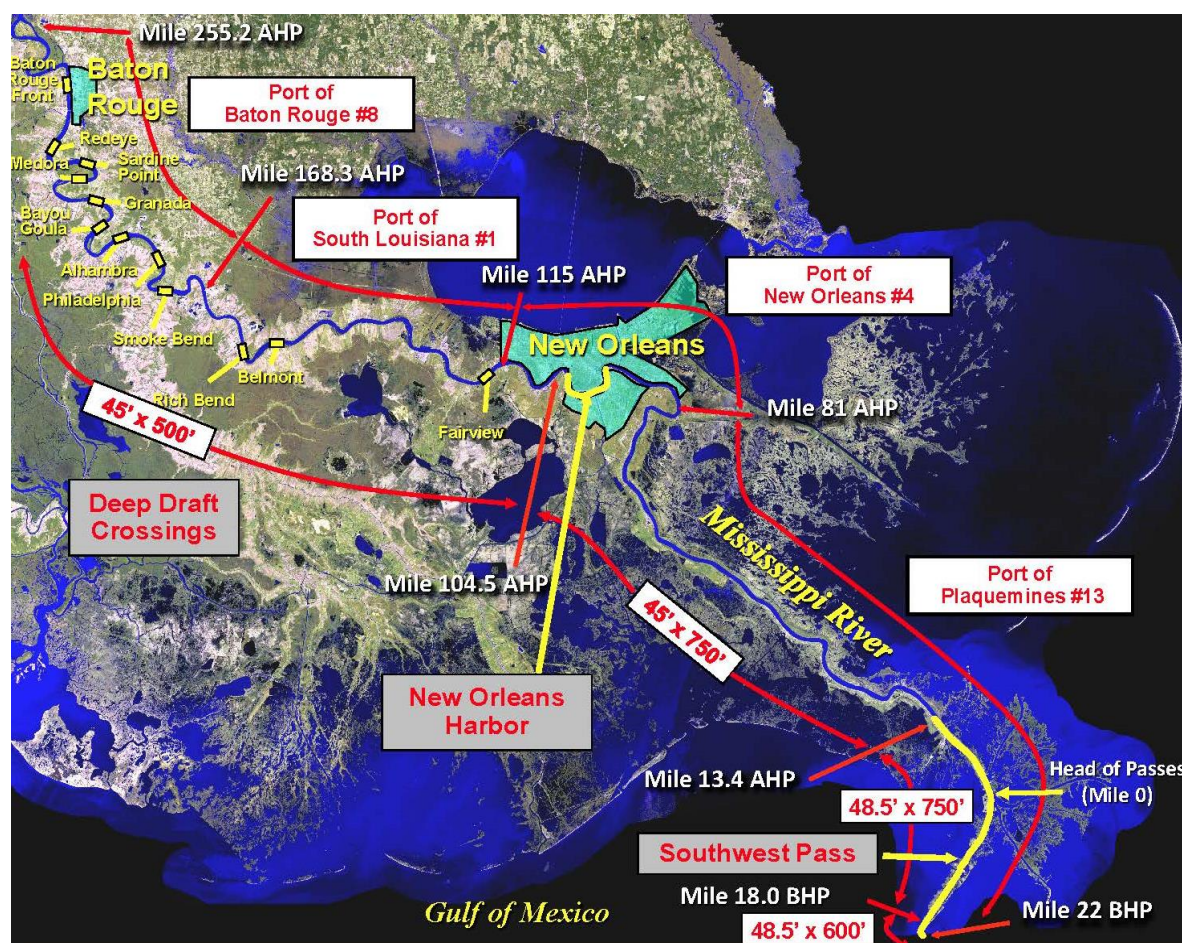 Mile 255.2 AHP
Baton
Rouge
Front
Baton
Rouge
Port of
Baton Rouge #8
Redeye
Medora
Sardine
Point
Mile 168.3 AHP
Granada
Bayou
Goula
Port of
South Louisiana #1
Alhambra
Mile 115 AHP
Port of
New Orleans #4
Philadelphia
Smoke Bend
New Orleans
Belmont
Rich Bend
45' x 500'
Fairview
Mile 81 AHP
Deep Draft
Crossings
Mississippi River
Mile 104.5 AHP
Port of
Plaquemines #13
45' x 750'
New Orleans
Harbor
Mile 13.4 AHP
Head of Passes
(Mile 0)
48.5' x 750'
Southwest Pass
Mile 18.0 BHP
Gulf of Mexico
48.5' x 600'
Mile 22 BHP